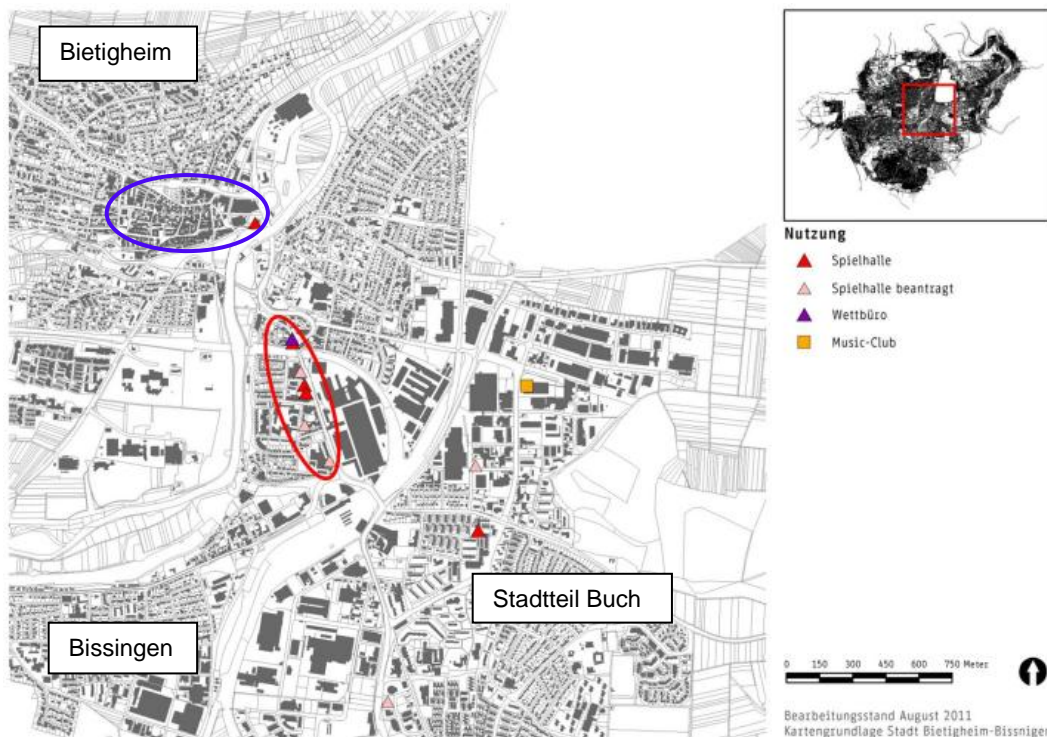 Bietigheim
Nutzung
Spielhalle
Spielhalle beantragt
Wettbüro
Music-Club
Stadtteil Buch
Bissingen
0 150 300 450 600 750 Meter
Bearbeitungsstand August 2011
Kartengrundlage Stadt Bietigheim-Bissnigen